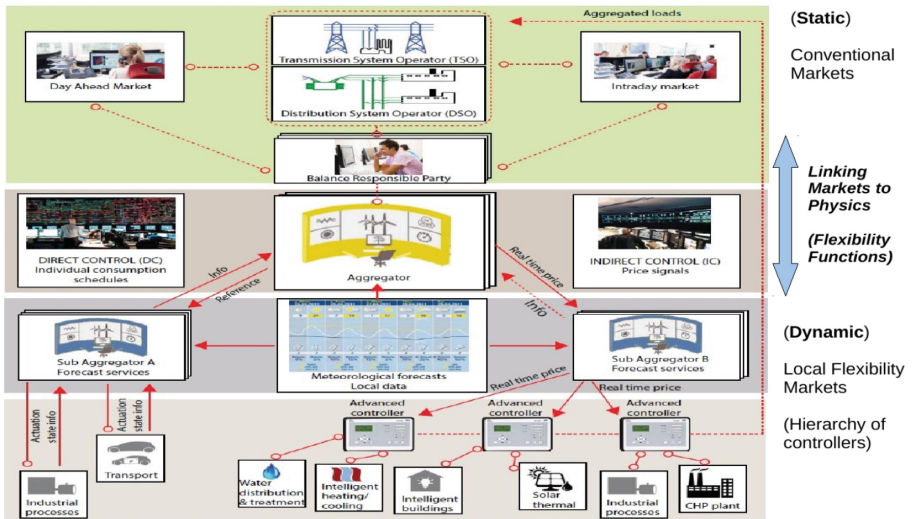 Aggregated loads
Transmission System Operator (TSO)
Day Ahead Market
Intraday market
Distribution System Operator (DSO)
Balance Responsible Party
(Static)
Conventional
Markets
Linking
Markets to
Physics
(Flexibility
Functions)
DIRECT CONTROL (DC)
Individual consumption
schedules
Info
Reference
Aggregator
Real time price
Info
INDIRECT CONTROL (IC)
Price signals
Sub Aggregator A
Forecast services
Meteorological forecasts
Local data
Sub Aggregator B
Forecast services
(Dynamic)
Local Flexibility
Markets
(Hierarchy of
controllers)
Real time price
Real time price
Actuation
state info
Actuation
state info
Advanced
controller
Advanced
controller
Advanced
controller
Transport
Industrial
processes
Water
distribution
& treatment
Intelligent
heating/
cooling
Intelligent
buildings
Solar
thermal
Industrial
processes
CHP plant